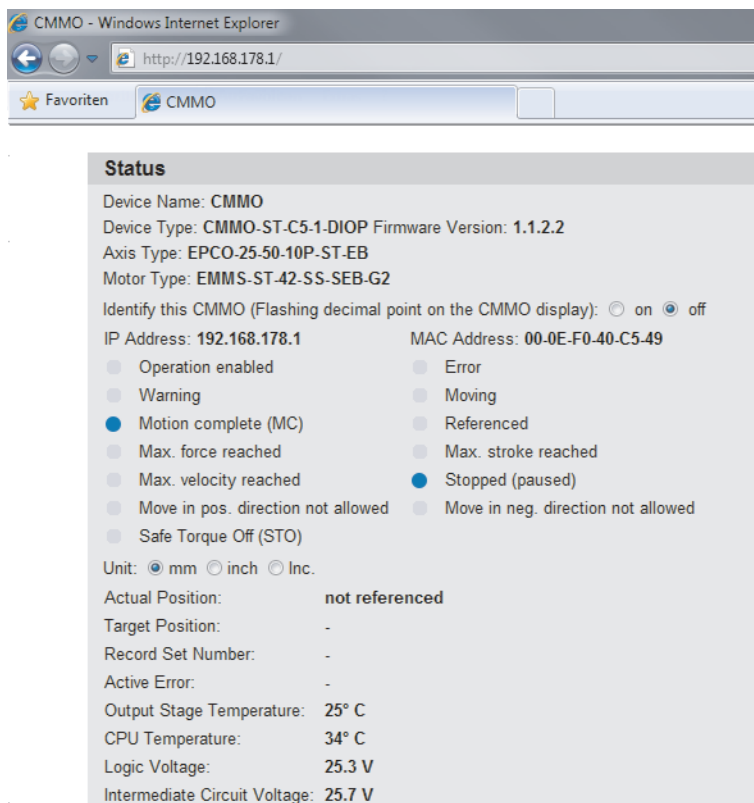 CMMO - Windows Internet Explorer
http://192.168.178.1/
Favoriten CMMO
Status
Device Name: CMMO
Device Type: CMMO-ST-C5-1-DIOP Firmware Version: 1.1.2.2
Axis Type: EPCO-25-50-10P-ST-EB
Motor Type: EMMS-ST-42-SS-SEB-G2
Identify this CMMO (Flashing decimal point on the CMMO display): on off
IP Address: 192.168.178.1 MAC Address: 00-0E-F0-40-C5-49
Operation enabled Error
Warning Moving
Motion complete (MC) Referenced
Max. force reached Max. stroke reached
Max. velocity reached Stopped (paused)
Move in pos. direction not allowed Move in neg. direction not allowed
Safe Torque Off (STO)
Unit: mm inch Inc.
Actual Position: not referenced
Target Position: -
Record Set Number: -
Active Error: -
Output Stage Temperature: 25° C
CPU Temperature: 34° C
Logic Voltage: 25.3 V
Intermediate Circuit Voltage: 25.7 V